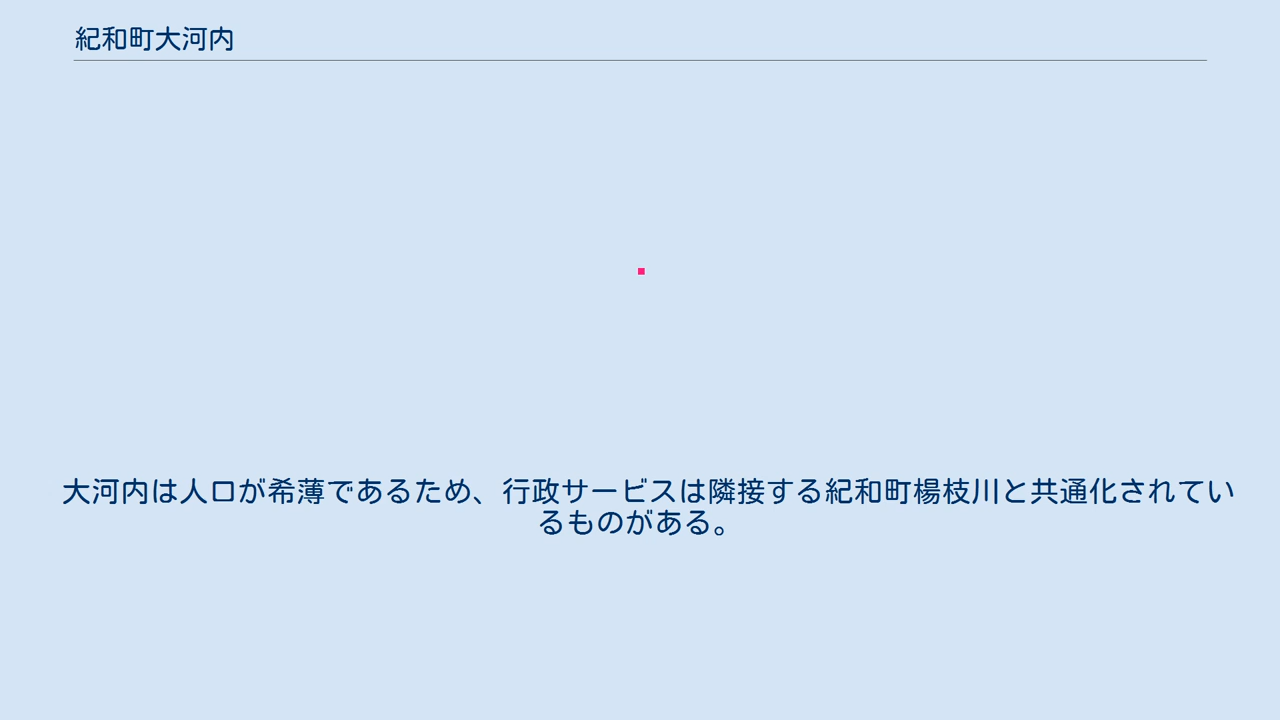 紀和町大河内
大河内は人口が希薄であるため、行政サービスは隣接する紀和町楊枝川と共通化されてい
るものがある。